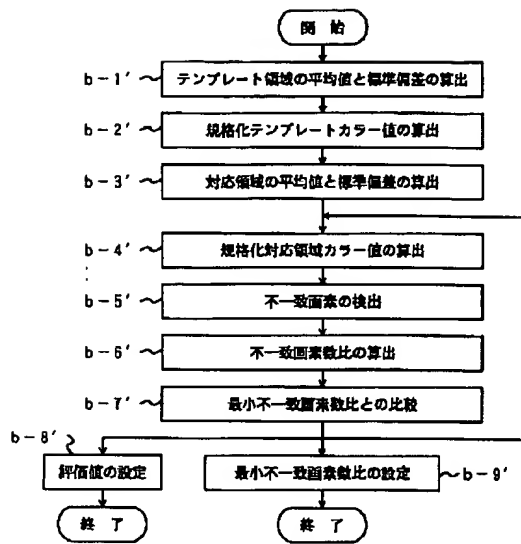 開始
b-1' テンプレート領域の平均値と標準偏差の算出
b-2' 規格化テンプレートカラー値の算出
b-3' 対応領域の平均値と標準偏差の算出
b-4' 規格化対応領域カラー値の算出
b-5' 不一致画素の検出
b-6' 不一致画素数比の算出
b-7' 最小不一致画素数比との比較
b-8'
評価値の設定 最小不一致画素数比の設定 b-9'
終了 終了